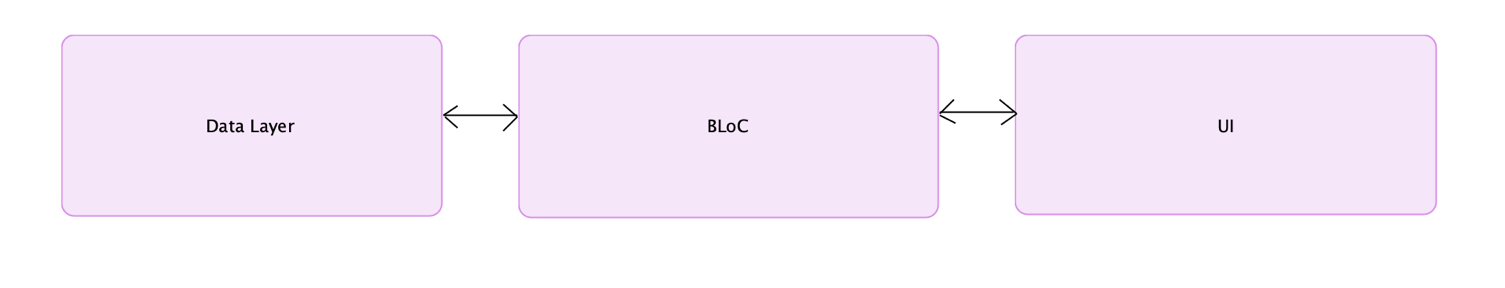 Data Layer
BLoC
UI